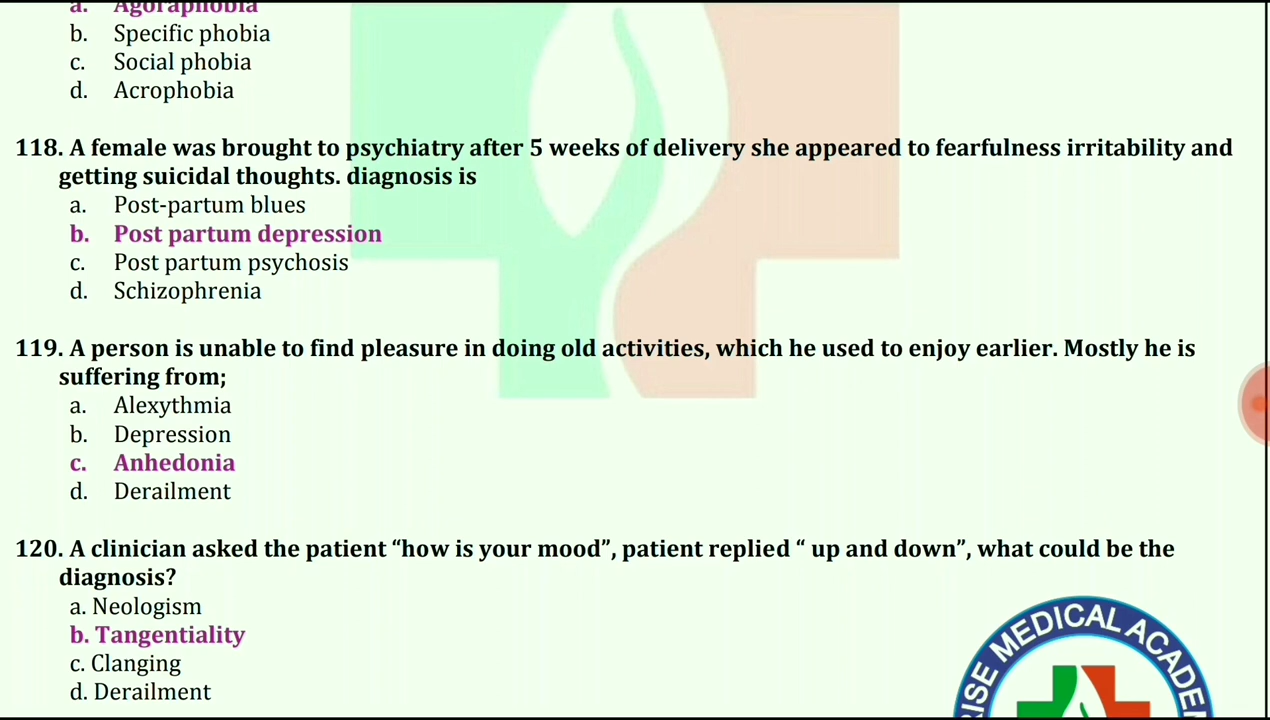 a. Agoraphobia
b. Specific phobia
c. Social phobia
d. Acrophobia
118. A female was brought to psychiatry after 5 weeks of delivery she appeared to fearfulness irritability and
getting suicidal thoughts. diagnosis is
a. Post-partum blues
b. Post partum depression
c. Post partum psychosis
d. Schizophrenia
119. A person is unable to find pleasure in doing old activities, which he used to enjoy earlier. Mostly he is
suffering from;
a. Alexythmia
b. Depression
c. Anhedonia
d. Derailment
120. A clinician asked the patient “how is your mood”, patient replied “ up and down”, what could be the
diagnosis?
a. Neologism
b. Tangentiality
c. Clanging
d. Derailment
MEDICAL